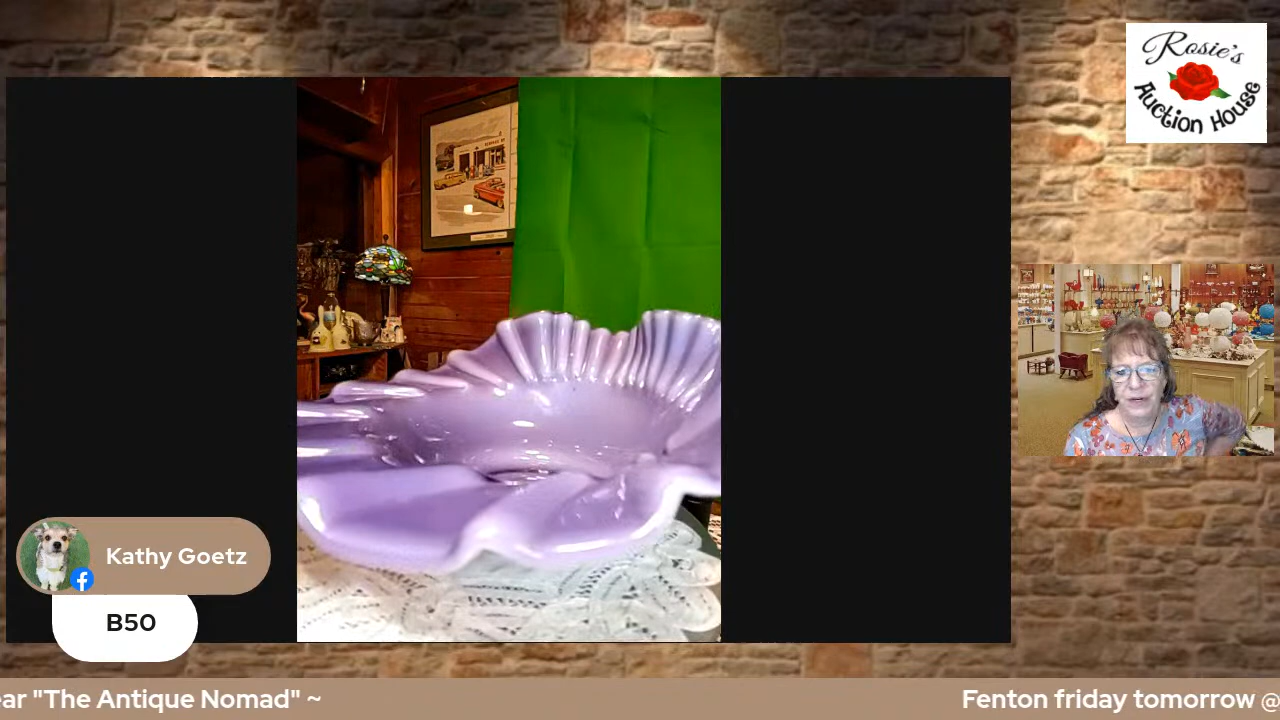 Rosie's
Auction House
Kathy Goetz
B50
ear "The Antique Nomad" ~
Fenton friday tomorrow @